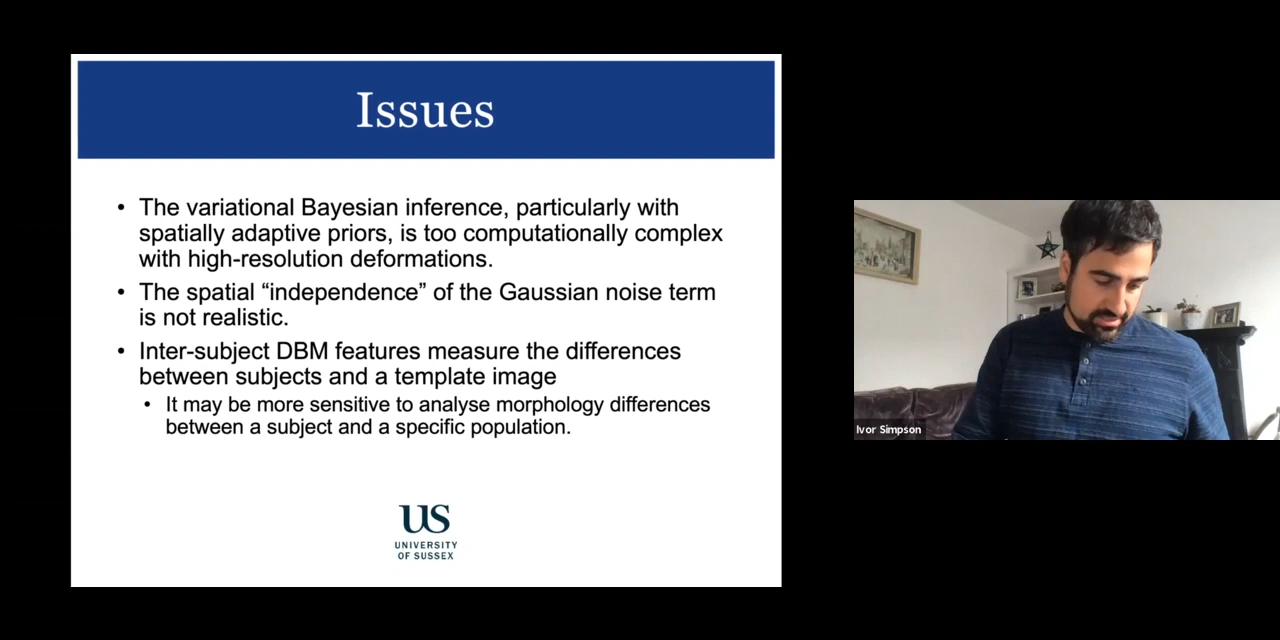 Issues
• The variational Bayesian inference, particularly with
spatially adaptive priors, is too computationally complex
with high-resolution deformations.
• The spatial “independence” of the Gaussian noise term
is not realistic.
• Inter-subject DBM features measure the differences
between subjects and a template image
• It may be more sensitive to analyse morphology differences
between a subject and a specific population.
US
UNIVERSITY
OF SUSSEX
Ivor Simpson